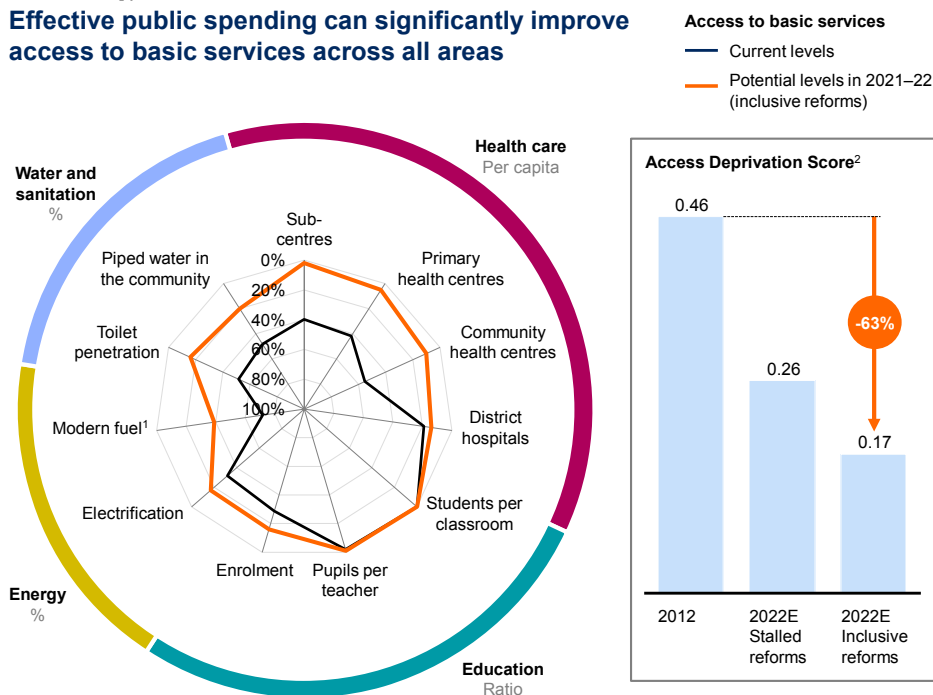 Effective public spending can significantly improve
access to basic services across all areas
Access to basic services
Current levels
Potential levels in 2021–22
(inclusive reforms)
Health care
Per capita
Water and
sanitation
%
Sub-
centres
Piped water in
the community
Primary
health centres
Toilet
penetration
Community
health centres
Modern fuel1
District
hospitals
Electrification
Students per
classroom
Enrolment
Pupils per
teacher
0%
20%
40%
60%
80%
100%
Energy
%
Education
Ratio
Access Deprivation Score2
0.46
-63%
0.26
0.17
2012
2022E
Stalled
reforms
2022E
Inclusive
reforms